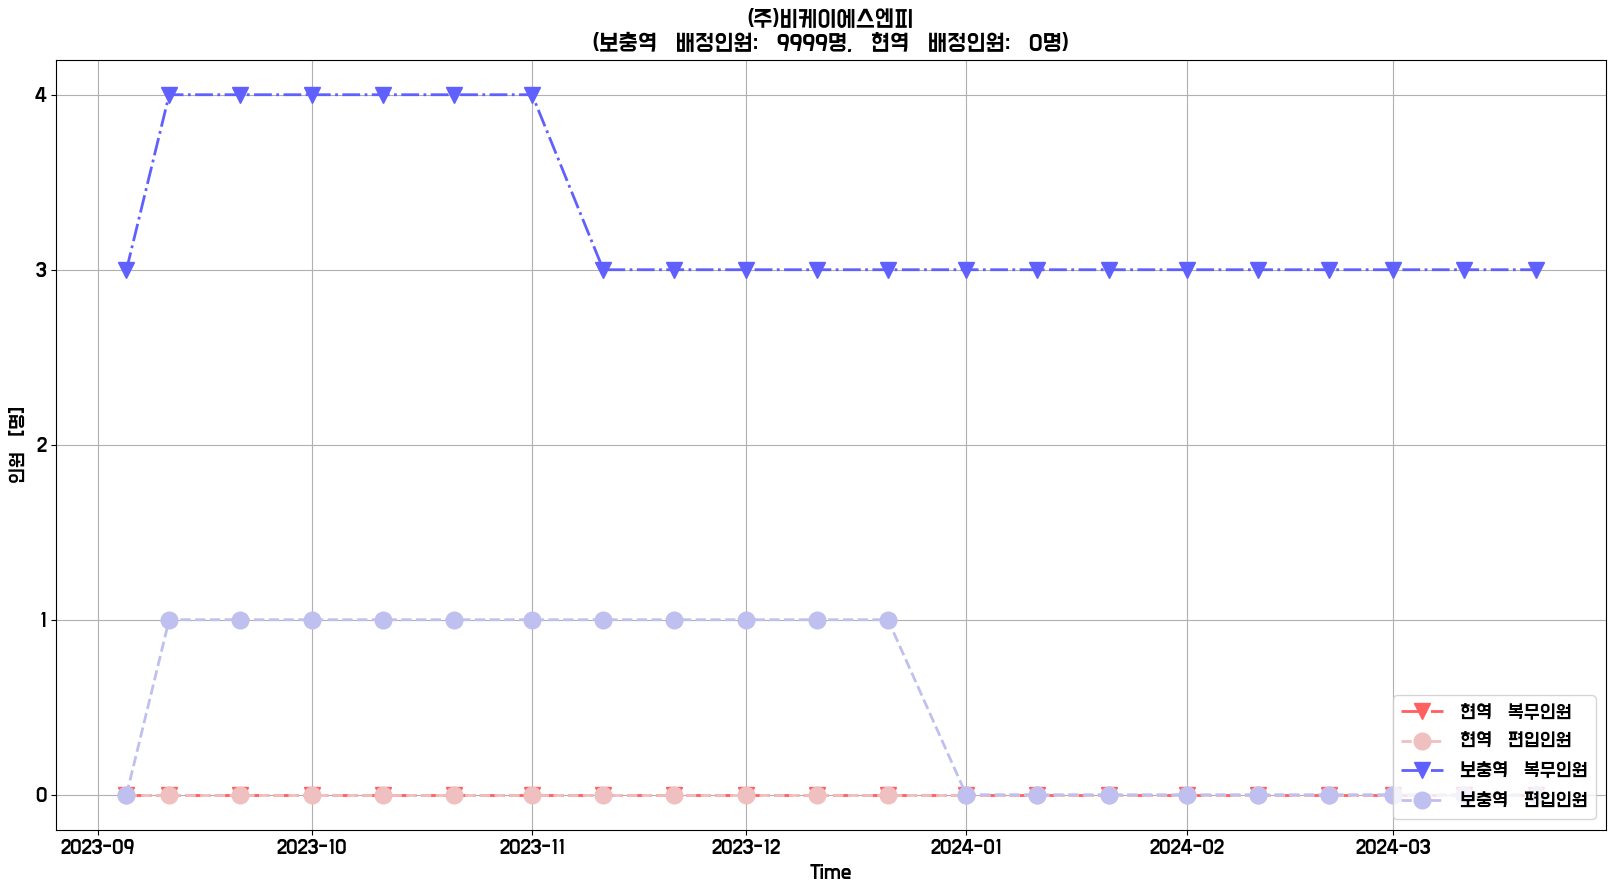 (주)비케이에스엔피
(보충역 배정인원: 9999명, 현역 배정인원: 0명)
4
3
2
1
0
인원 [명]
현역 복무인원
현역 편입인원
보충역 복무인원
보충역 편입인원
2023-09 2023-10 2023-11 2023-12 2024-01 2024-02 2024-03
Time